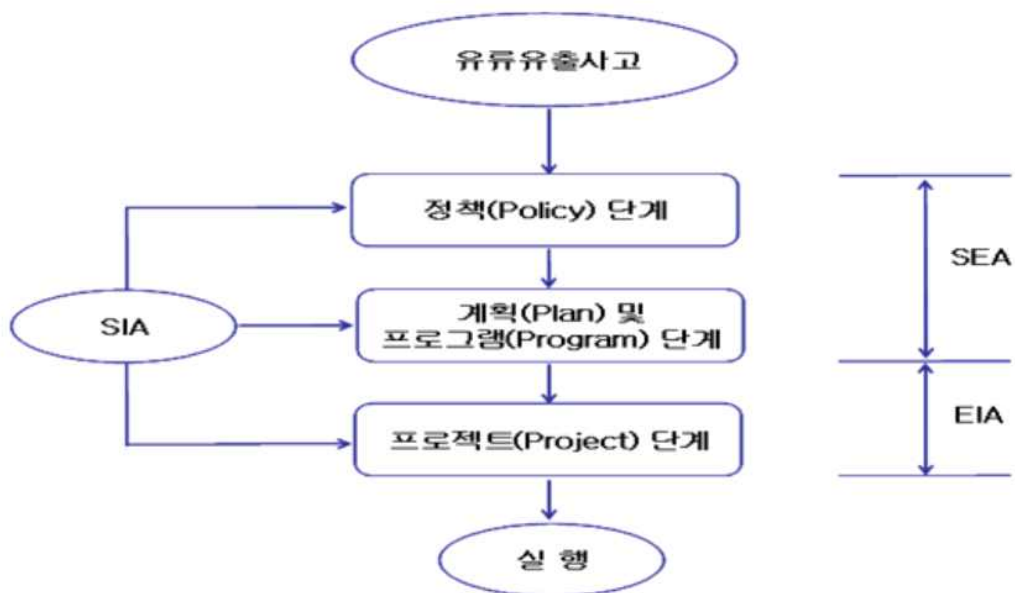 유류유출사고
정책(Policy) 단계
SEA
계획(Plan) 및
프로그램(Program) 단계
SIA
EIA
프로젝트(Project) 단계
실 행